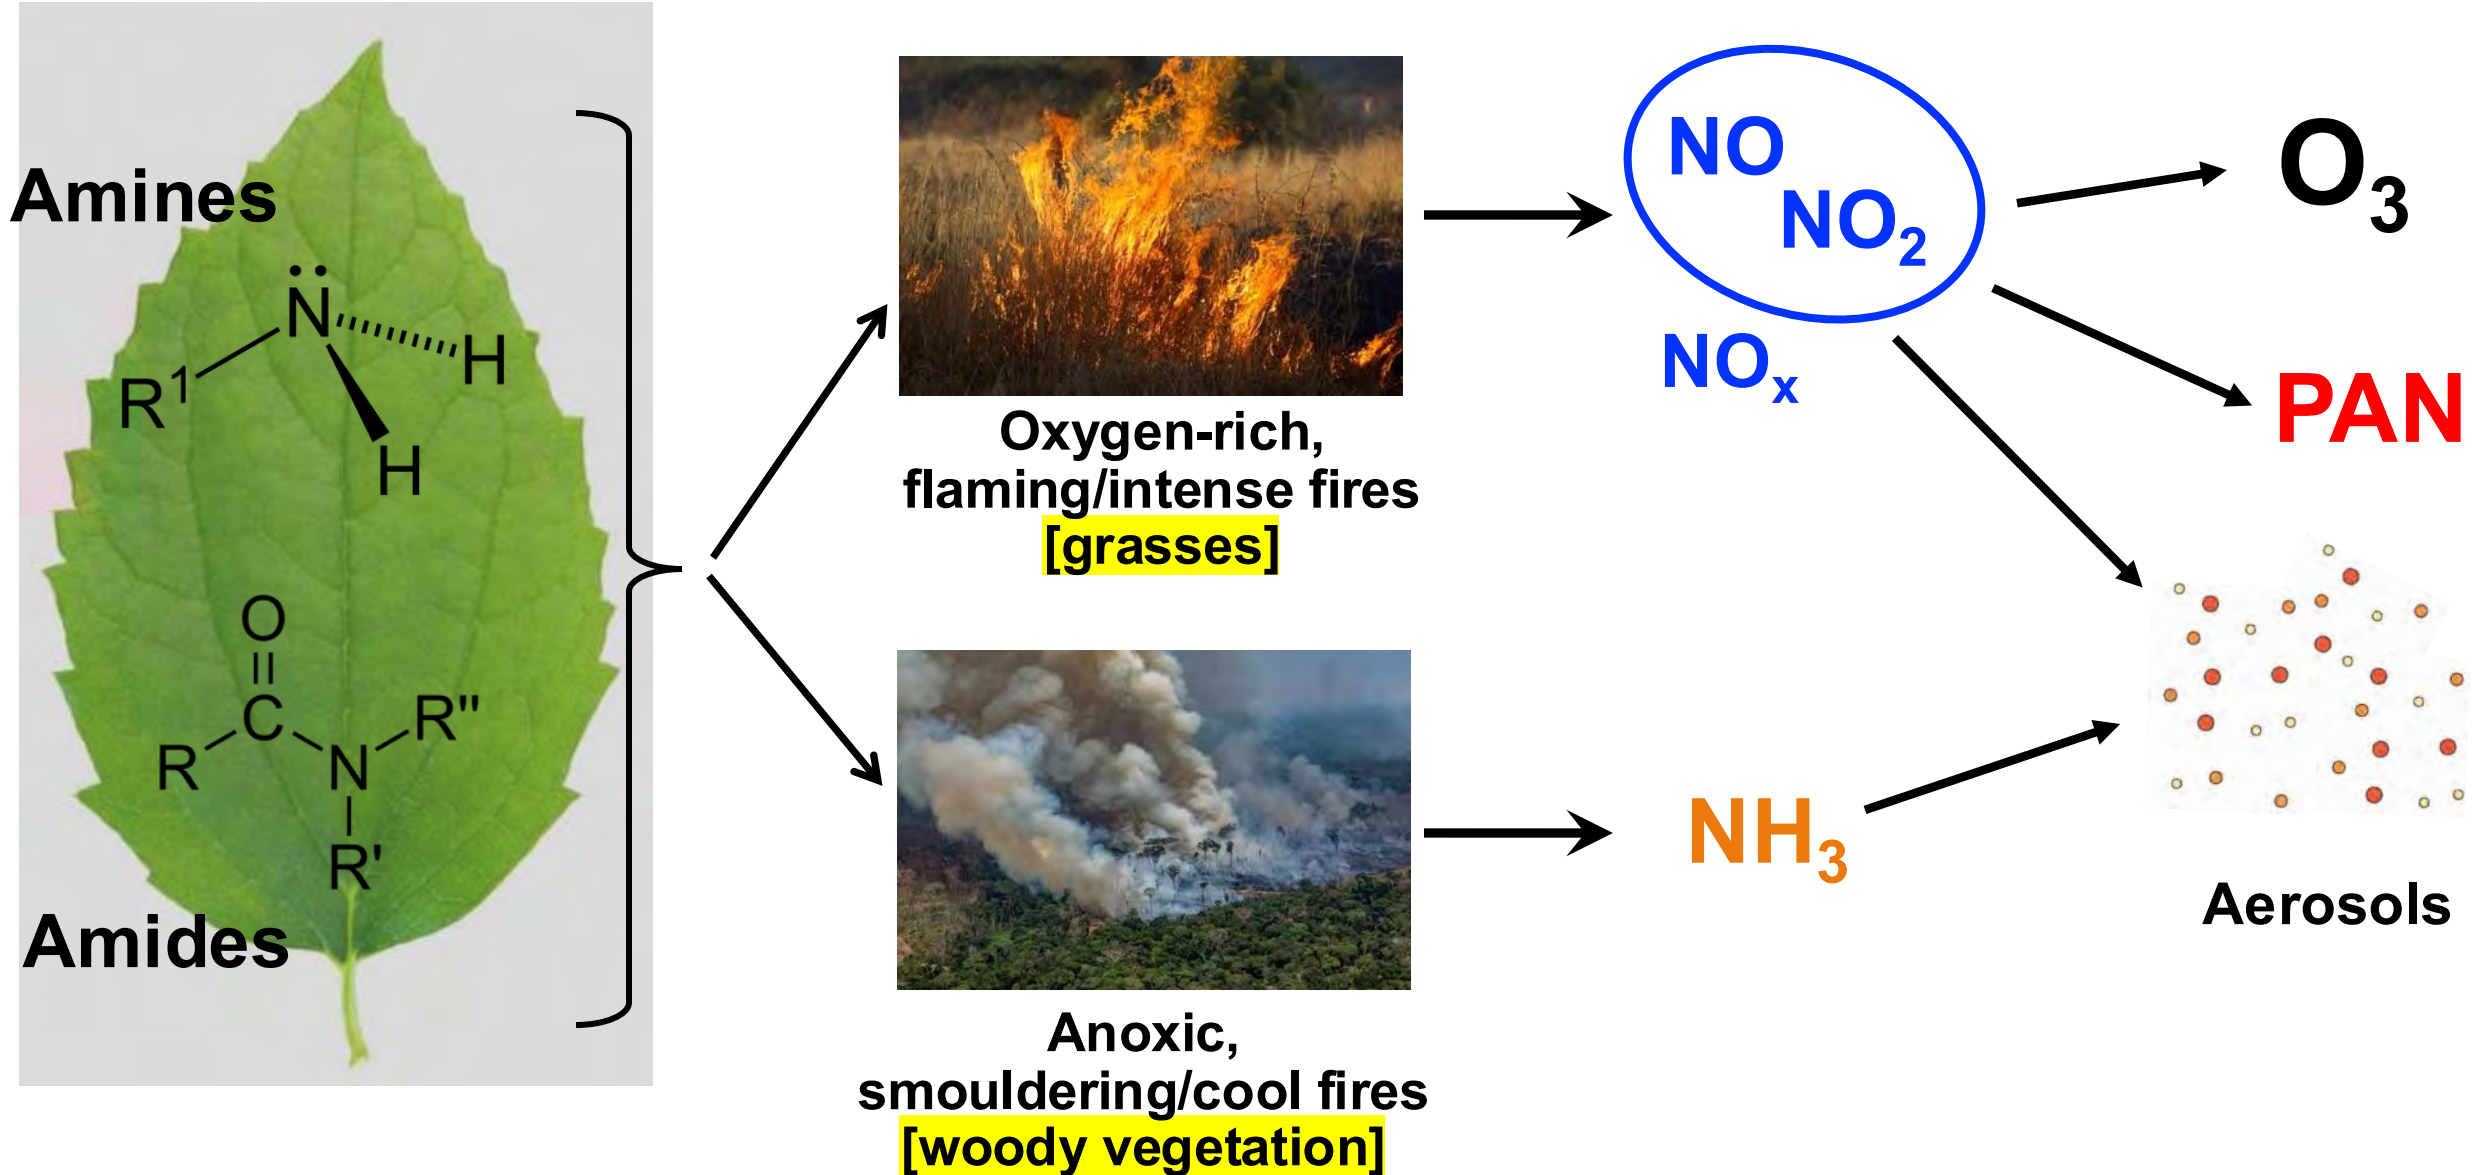 Amines
N
H
R1
H
O
C
R"
R
N
R'
Amides
Oxygen-rich,
flaming/intense fires
[grasses]
Anoxic,
smouldering/cool fires
[woody vegetation]
NO
NO2
NOx
NH3
O3
PAN
Aerosols